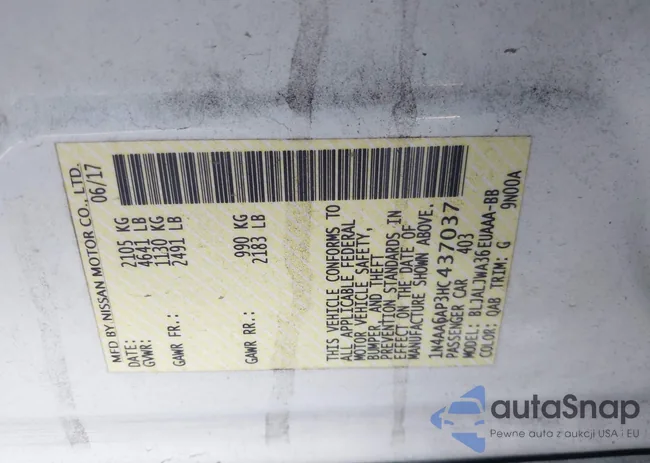 MFD BY NISSAN MOTOR CO., LTD.
DATE: 06/17
GVWR: 2105 KG
4641 LB
GAWR FR.: 1130 KG
2491 LB
GAWR RR.: 990 KG
2183 LB
THIS VEHICLE CONFORMS TO
ALL APPLICABLE FEDERAL
MOTOR VEHICLE SAFETY,
BUMPER, AND THEFT
PREVENTION STANDARDS IN
EFFECT ON THE DATE OF
MANUFACTURE SHOWN ABOVE.
1N4AA6AP3HC437037
PASSENGER CAR 403
MODEL: BLJALJWA36EUAAA-BB
COLOR: QAB TRIM: G 9N00A
autaSnap
Pewne auta z aukcji USA i EU